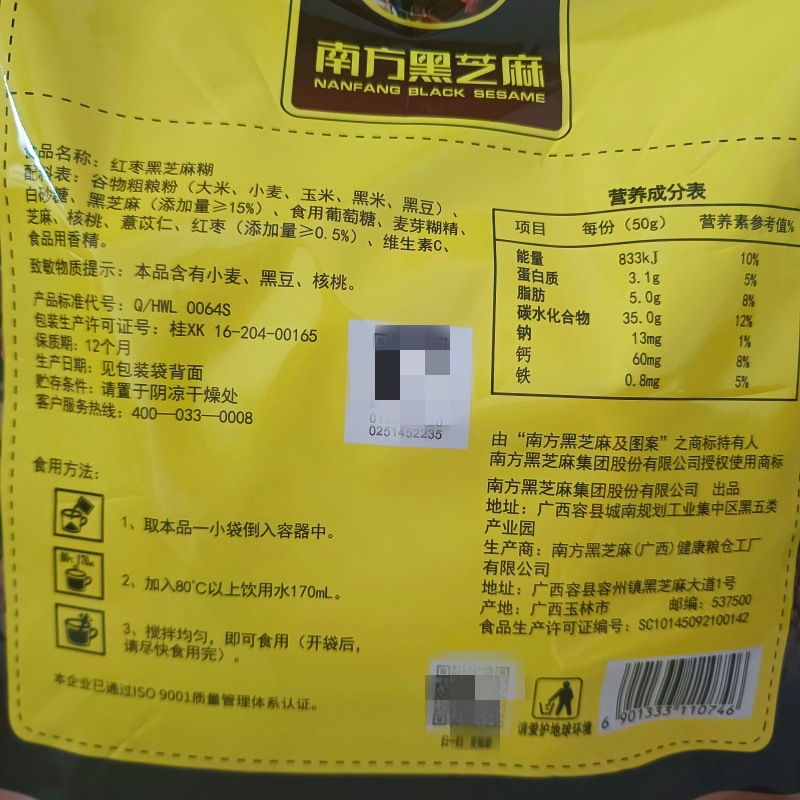 南方黑芝麻
NANFANG BLACK SESAME
食品名称：红枣黑芝麻糊
配料表：谷物粗粮粉（大米、小麦、玉米、黑米、黑豆）、
白砂糖、黑芝麻（添加量≥15%）、食用葡萄糖、麦芽糊精、
芝麻、核桃、薏苡仁、红枣（添加量≥0.5%）、维生素C、
食品用香精。
致敏物质提示：本品含有小麦、黑豆、核桃。
产品标准代号：Q/HWL 0064S
包装生产许可证号：桂XK 16-204-00165
保质期：12个月
生产日期：见包装袋背面
贮存条件：请置于阴凉干燥处
客户服务热线：400—033—0008
0251452235
食用方法：
1、取本品一小袋倒入容器中。
2、加入80℃以上饮用水170mL。
3、搅拌均匀，即可食用（开袋后，
请尽快食用完）。
本企业已通过ISO 9001质量管理体系认证。
营养成分表
项目 每份（50g） 营养素参考值%
能量 833kJ 10%
蛋白质 3.1g 5%
脂肪 5.0g 8%
碳水化合物 35.0g 12%
钠 13mg 1%
钙 60mg 8%
铁 0.8mg 5%
由“南方黑芝麻及图案”之商标持有人
南方黑芝麻集团股份有限公司授权使用商标
南方黑芝麻集团股份有限公司 出品
地址：广西容县城南规划工业集中区黑五类
产业园
生产商：南方黑芝麻(广西)健康粮仓工厂
有限公司
地址：广西容县容州镇黑芝麻大道1号
产地：广西玉林市 邮编：537500
食品生产许可证编号：SC10145092100142
请爱护地球环境
6 901333 110746